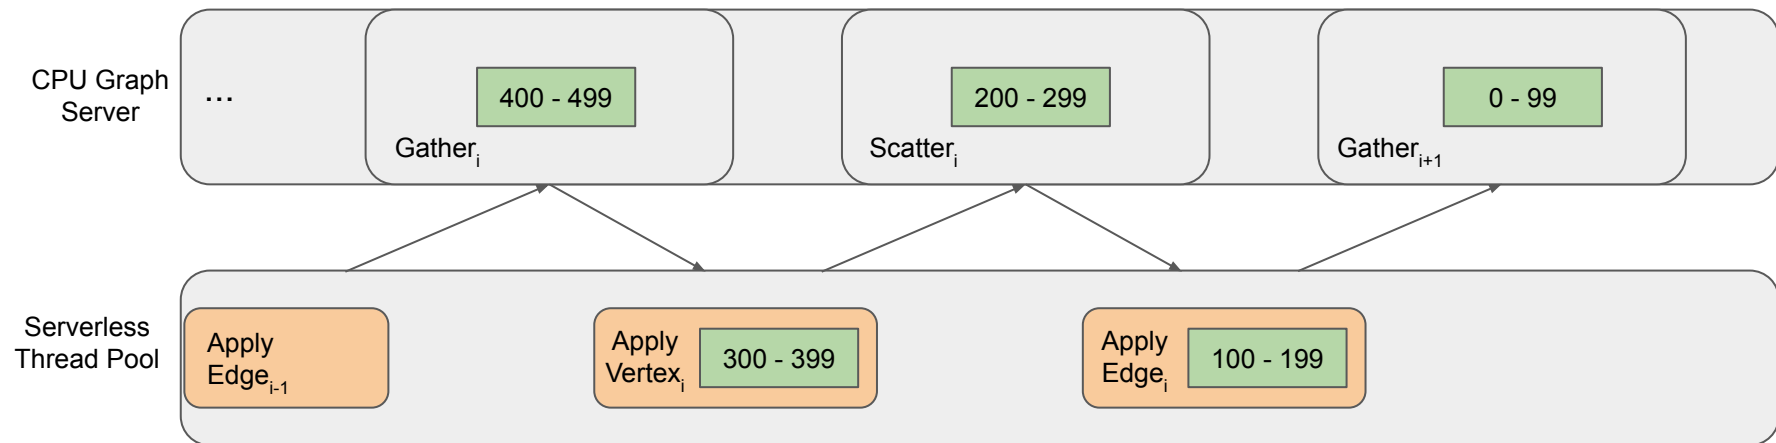 CPU Graph
Server
...
400 - 499
Gather_i
200 - 299
Scatter_i
0 - 99
Gather_i+1
Serverless
Thread Pool
Apply
Edge_i-1
Apply
Vertex_i
300 - 399
Apply
Edge_i
100 - 199